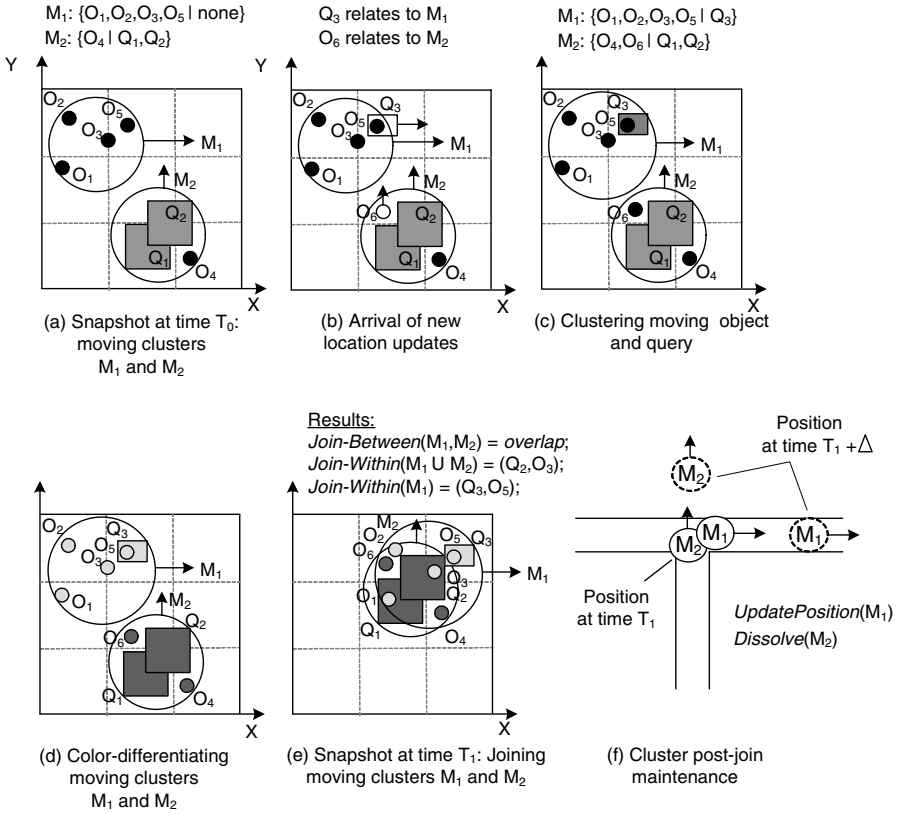 M₁: {O₁,O₂,O₃,O₅ | none}
M₂: {O₄ | Q₁,Q₂}
Q₃ relates to M₁
O₆ relates to M₂
M₁: {O₁,O₂,O₃,O₅ | Q₃}
M₂: {O₄,O₆ | Q₁,Q₂}
Y
O₂
O₅
O₃
O₁
M₁
M₂
Q₂
Q₁
O₄
X
(a) Snapshot at time T₀:
moving clusters
M₁ and M₂
Y
O₂
Q₃
O₅
O₃
O₁
M₁
M₂
O₆
Q₂
Q₁
O₄
X
(b) Arrival of new
location updates
Y
O₂
Q₃
O₅
O₃
O₁
M₁
M₂
O₆
Q₂
Q₁
O₄
X
(c) Clustering moving object
and query
O₂
Q₃
O₅
O₃
O₁
M₁
M₂
Q₂
O₆
Q₁
O₄
X
(d) Color-differentiating
moving clusters
M₁ and M₂
Results:
Join-Between(M₁,M₂) = overlap;
Join-Within(M₁ U M₂) = (Q₂,O₃);
Join-Within(M₁) = (Q₃,O₅);
M₂
O₂
O₅
Q₃
O₆
O₃
M₁
O₁
Q₂
Q₁
O₄
X
(e) Snapshot at time T₁: Joining
moving clusters M₁ and M₂
Position
at time T₁ +Δ
M₂
M₂
M₁
M₁
Position
at time T₁
UpdatePosition(M₁)
Dissolve(M₂)
(f) Cluster post-join
maintenance